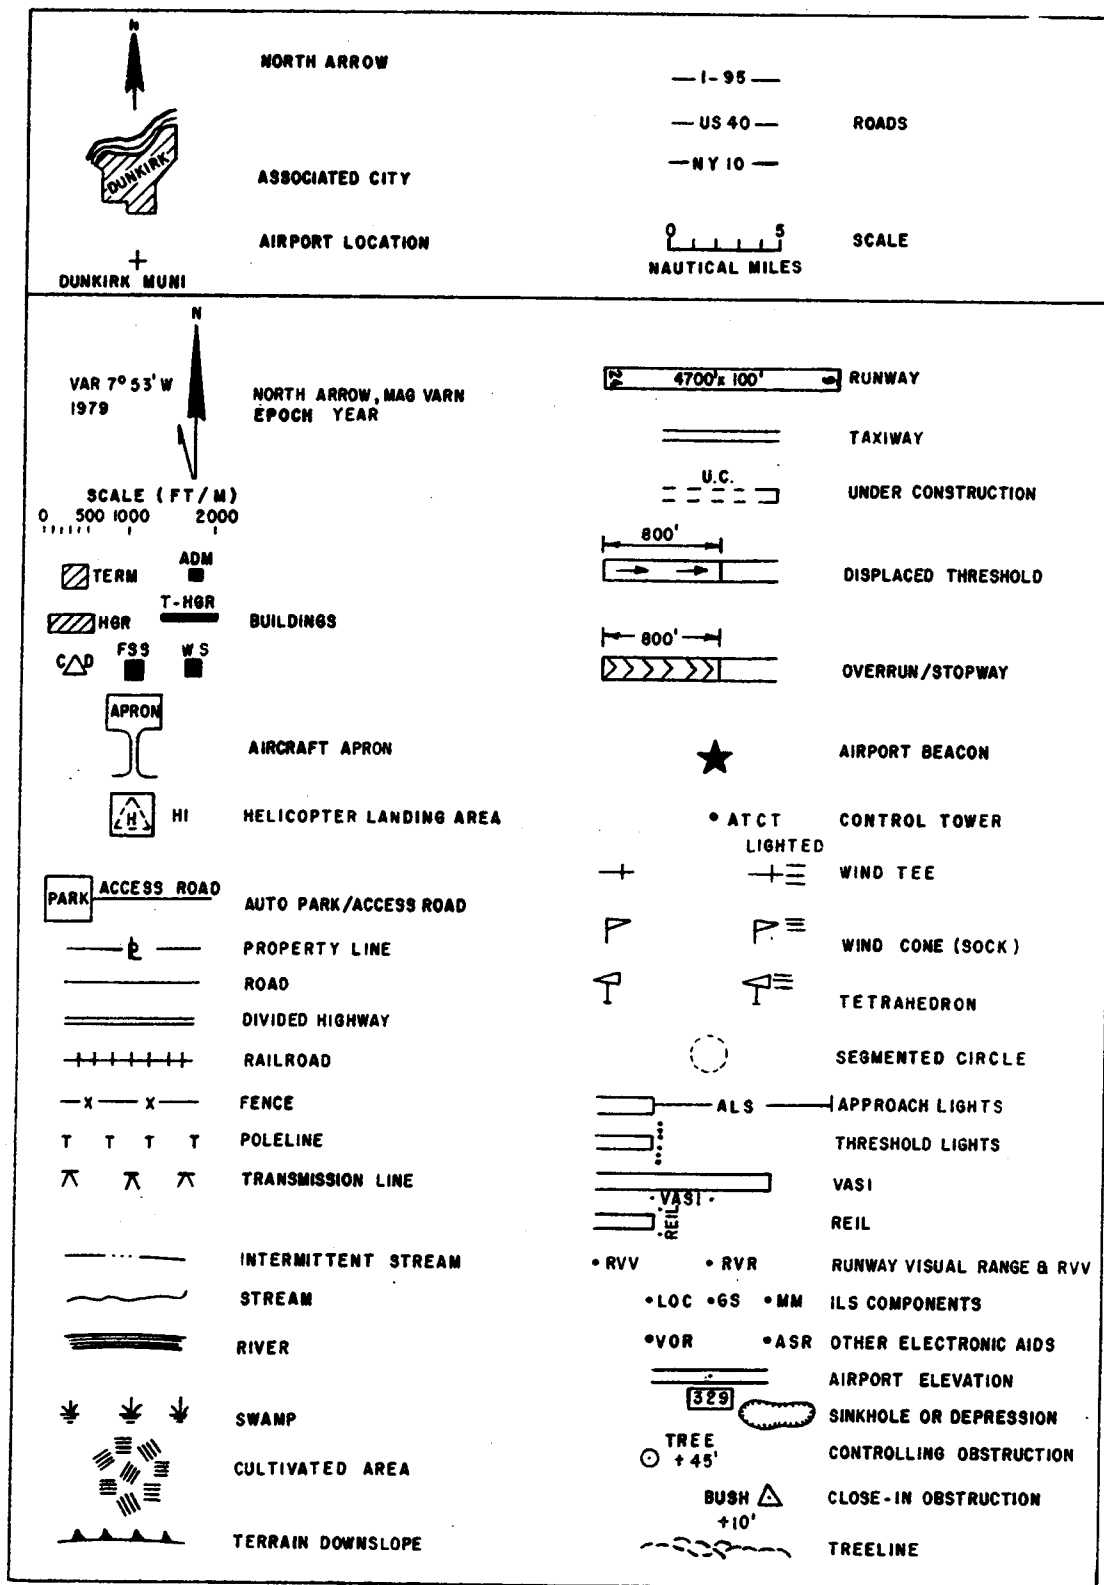 N
NORTH ARROW
DUNKIRK
ASSOCIATED CITY
AIRPORT LOCATION
DUNKIRK MUNI
— I-95 —
— US 40 —
— NY 10 —
ROADS
0 5
NAUTICAL MILES
SCALE
N
VAR 7° 53' W
1979
NORTH ARROW, MAG VARN
EPOCH YEAR
SCALE (FT/M)
0 500 1000 2000
TERM
ADM
HGR
T-HGR
BUILDINGS
C D
FSS
WS
APRON
AIRCRAFT APRON
H
HI
HELICOPTER LANDING AREA
PARK
ACCESS ROAD
AUTO PARK/ACCESS ROAD
PL
PROPERTY LINE
ROAD
DIVIDED HIGHWAY
RAILROAD
X X
FENCE
T T T T
POLELINE
TRANSMISSION LINE
INTERMITTENT STREAM
STREAM
RIVER
SWAMP
CULTIVATED AREA
TERRAIN DOWNSLOPE
24 4700' x 100' 6
RUNWAY
TAXIWAY
U.C.
UNDER CONSTRUCTION
800'
DISPLACED THRESHOLD
800'
OVERRUN/STOPWAY
AIRPORT BEACON
• ATCT
CONTROL TOWER
LIGHTED
WIND TEE
WIND CONE (SOCK)
TETRAHEDRON
SEGMENTED CIRCLE
ALS
APPROACH LIGHTS
THRESHOLD LIGHTS
VASI
VASI
REIL
REIL
• RVV • RVR
RUNWAY VISUAL RANGE & RVV
• LOC • GS • MM
ILS COMPONENTS
• VOR • ASR
OTHER ELECTRONIC AIDS
AIRPORT ELEVATION
329
SINKHOLE OR DEPRESSION
TREE
+45'
CONTROLLING OBSTRUCTION
BUSH
+10'
CLOSE-IN OBSTRUCTION
TREELINE